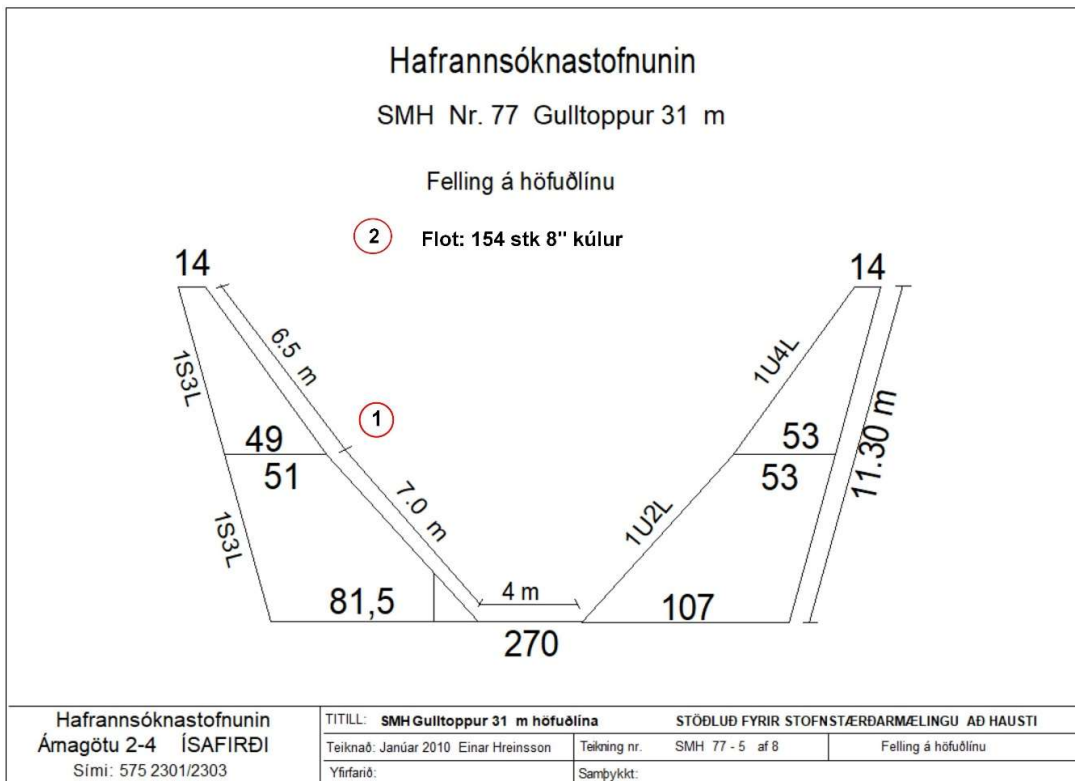 Hafrannsóknastofnunin
SMH Nr. 77 Gulltoppur 31 m
Felling á höfuðlínu
2 Flot: 154 stk 8" kúlur
14
14
6.5 m
1S3L
1U4L
1
11.30 m
49
53
51
53
7.0 m
1S3L
1U2L
81,5
4 m
107
270
Hafrannsóknastofnunin
Árnagötu 2-4 ÍSAFIRÐI
Sími: 575 2301/2303
TITILL: SMH Gulltoppur 31 m höfuðlína STÖÐLUÐ FYRIR STOFNSTÆRÐARMÆLINGU AÐ HAUSTI
Teiknað: Janúar 2010 Einar Hreinsson Teikning nr. SMH 77 - 5 af 8 Felling á höfuðlínu
Yfirfarið: Samþykkt: